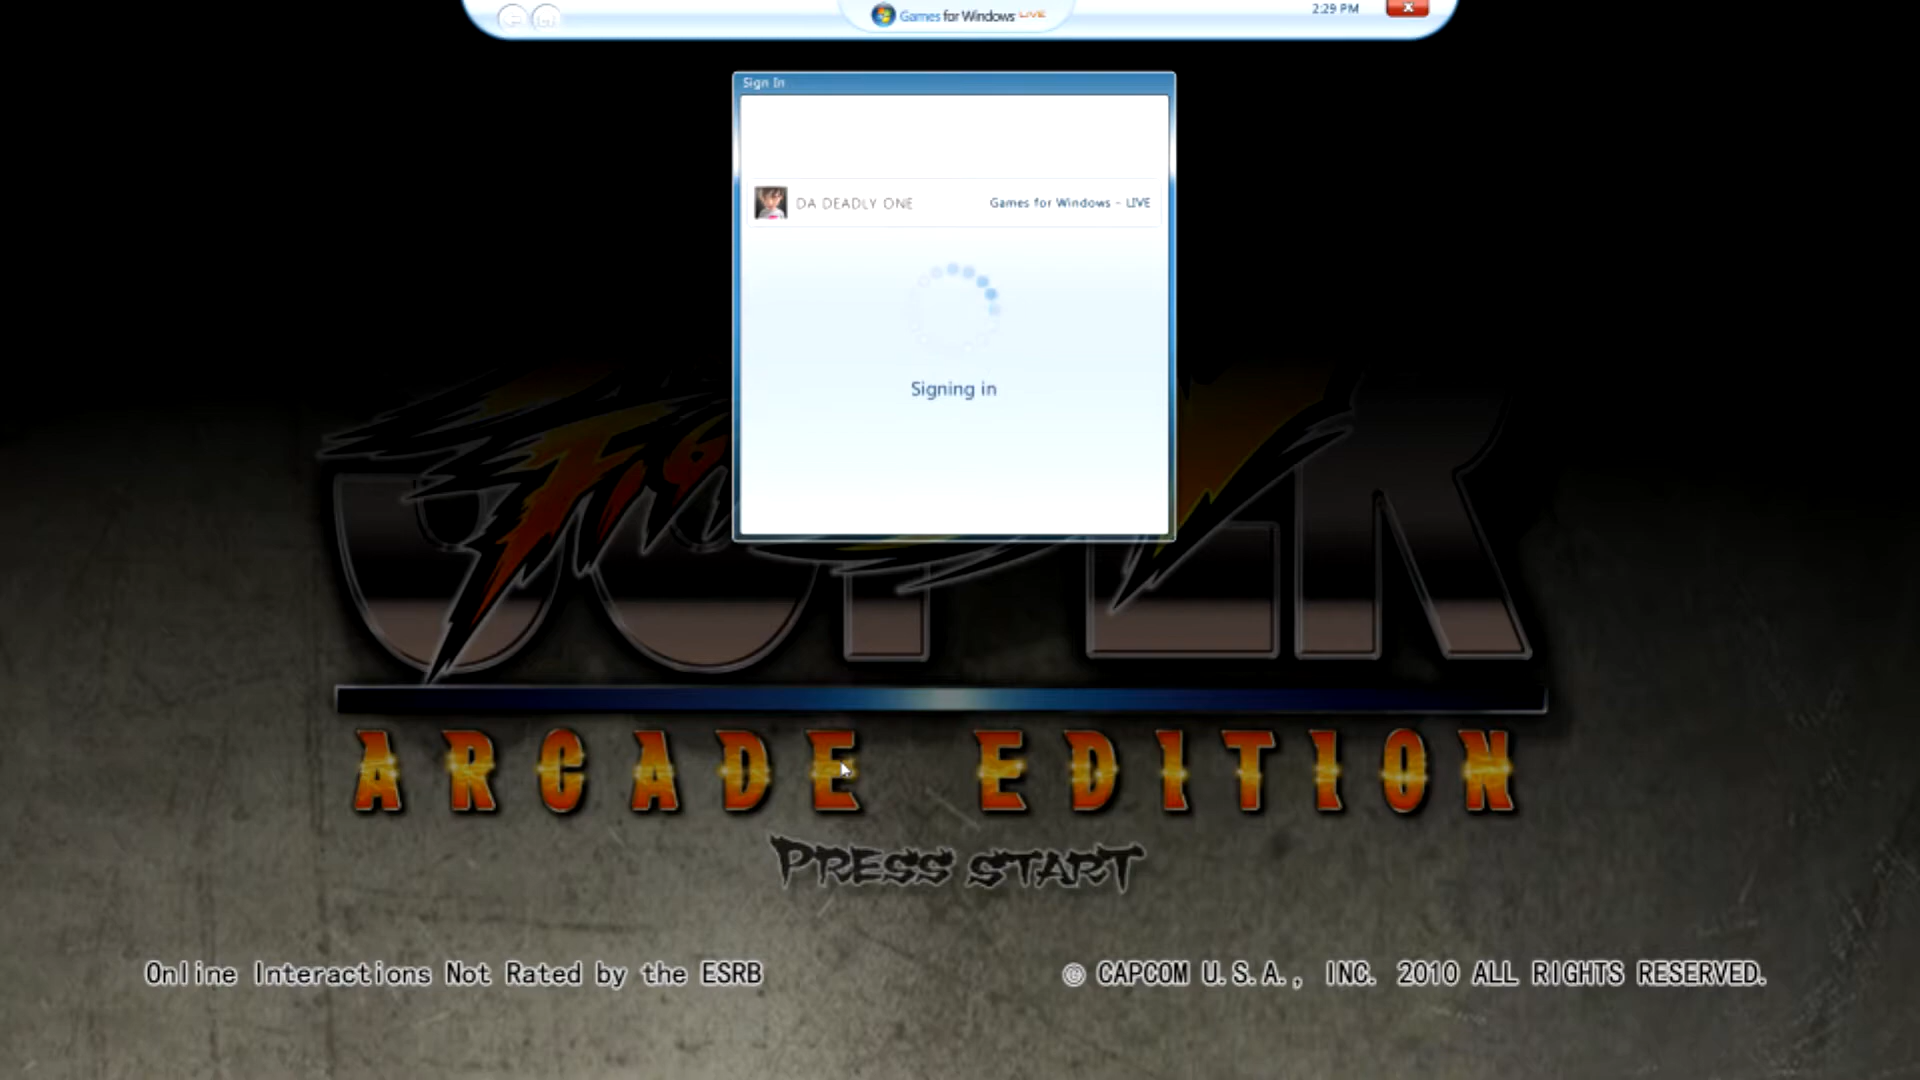 Games for Windows LIVE
2:29 PM
Sign In
DA DEADLY ONE
Games for Windows - LIVE
Signing in
SUPER
ARCADE EDITION
PRESS START
Online Interactions Not Rated by the ESRB
© CAPCOM U.S.A., INC. 2010 ALL RIGHTS RESERVED.